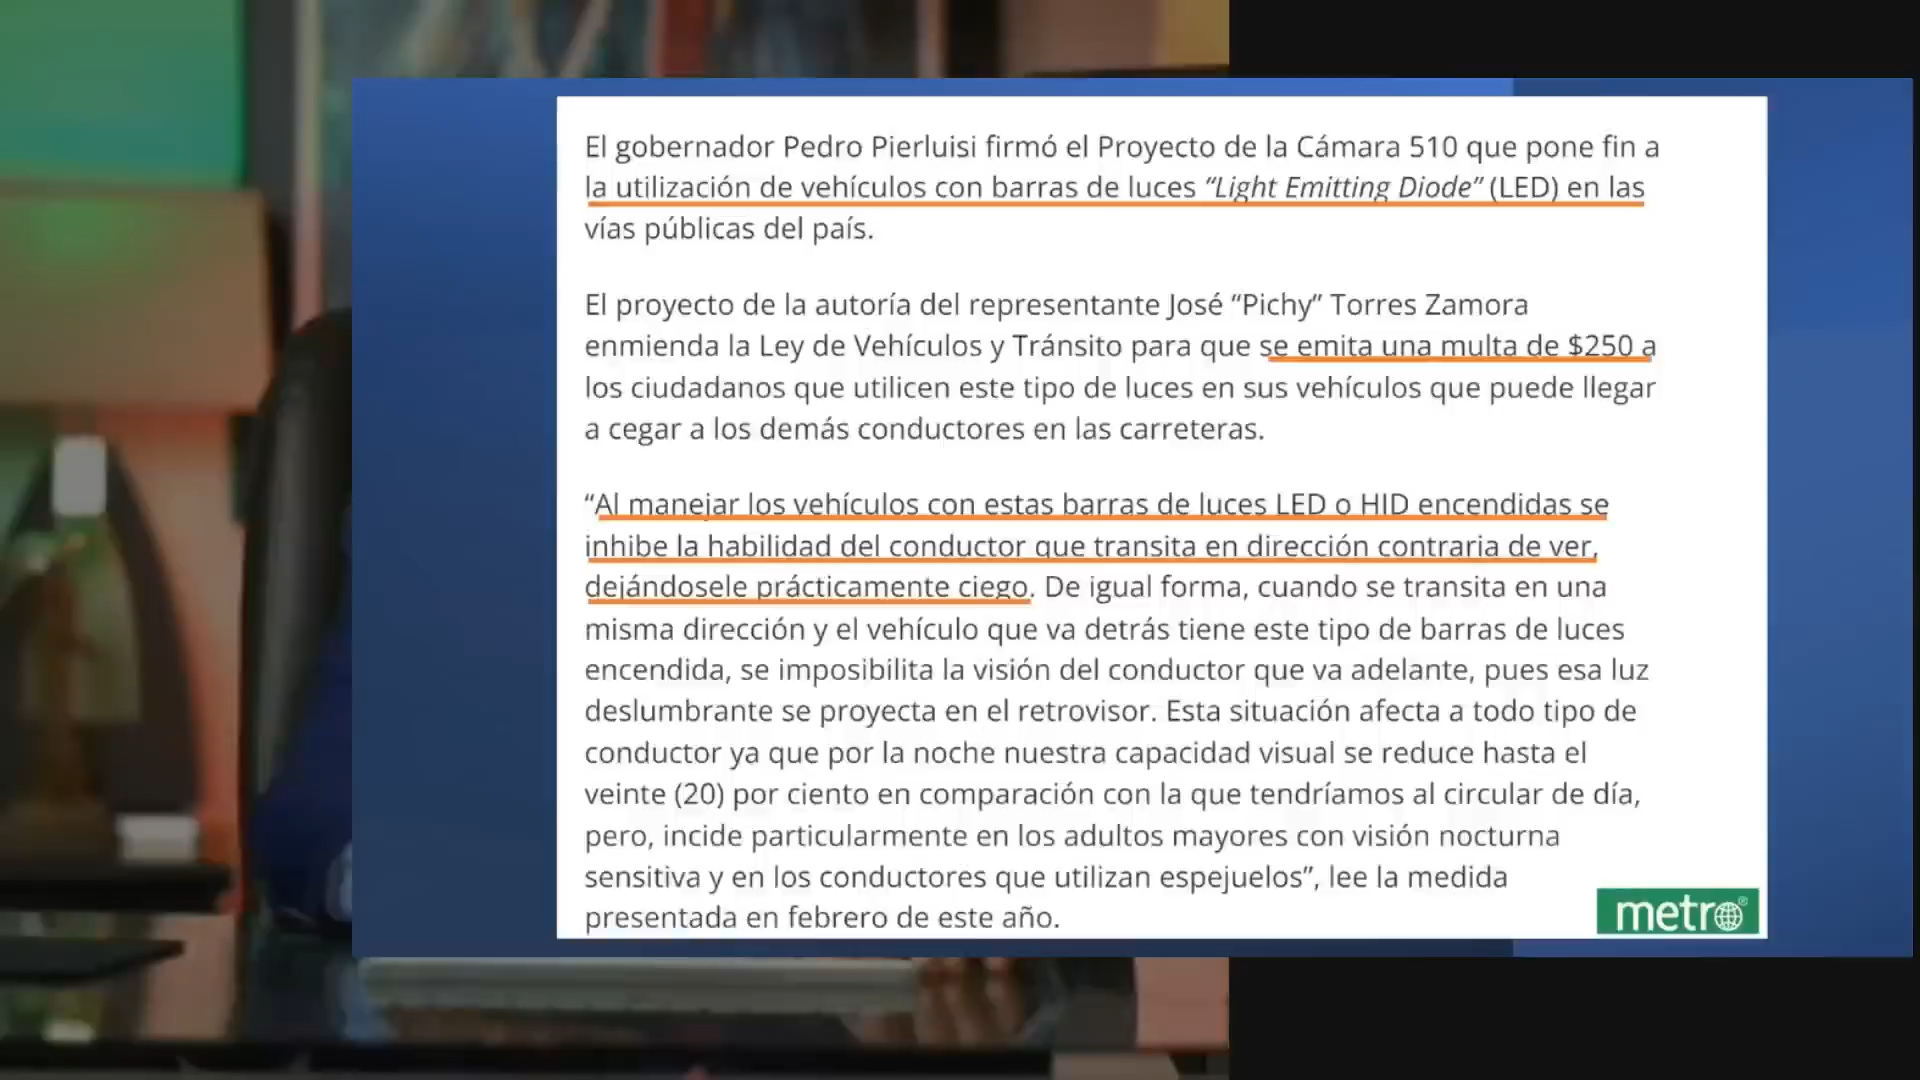 El gobernador Pedro Pierluisi firmó el Proyecto de la Cámara 510 que pone fin a
la utilización de vehículos con barras de luces “Light Emitting Diode” (LED) en las
vías públicas del país.
El proyecto de la autoría del representante José “Pichy” Torres Zamora
enmienda la Ley de Vehículos y Tránsito para que se emita una multa de $250 a
los ciudadanos que utilicen este tipo de luces en sus vehículos que puede llegar
a cegar a los demás conductores en las carreteras.
“Al manejar los vehículos con estas barras de luces LED o HID encendidas se
inhibe la habilidad del conductor que transita en dirección contraria de ver,
dejándosele prácticamente ciego. De igual forma, cuando se transita en una
misma dirección y el vehículo que va detrás tiene este tipo de barras de luces
encendida, se imposibilita la visión del conductor que va adelante, pues esa luz
deslumbrante se proyecta en el retrovisor. Esta situación afecta a todo tipo de
conductor ya que por la noche nuestra capacidad visual se reduce hasta el
veinte (20) por ciento en comparación con la que tendríamos al circular de día,
pero, incide particularmente en los adultos mayores con visión nocturna
sensitiva y en los conductores que utilizan espejuelos”, lee la medida
presentada en febrero de este año.
metro®